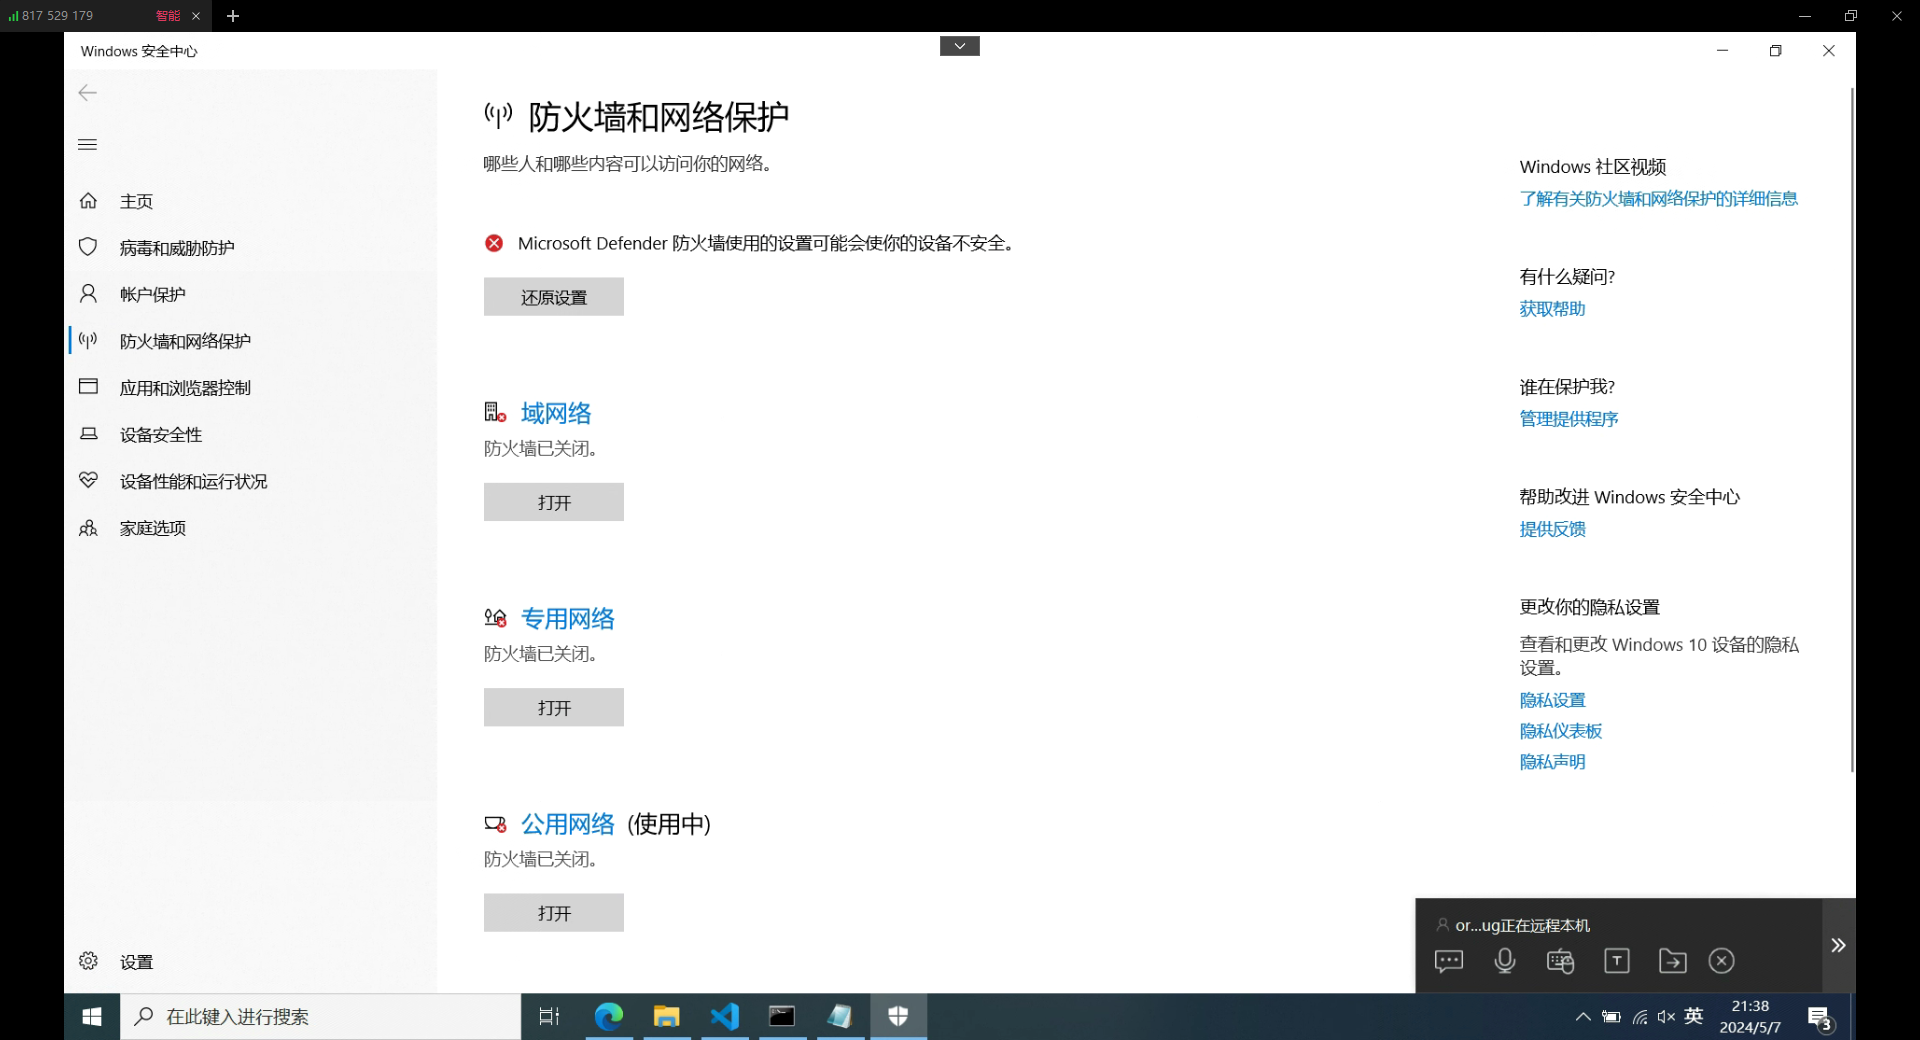 817 529 179
智能
Windows 安全中心
主页
病毒和威胁防护
帐户保护
防火墙和网络保护
应用和浏览器控制
设备安全性
设备性能和运行状况
家庭选项
设置
防火墙和网络保护
哪些人和哪些内容可以访问你的网络。
Microsoft Defender 防火墙使用的设置可能会使你的设备不安全。
还原设置
域网络
防火墙已关闭。
打开
专用网络
防火墙已关闭。
打开
公用网络 (使用中)
防火墙已关闭。
打开
Windows 社区视频
了解有关防火墙和网络保护的详细信息
有什么疑问?
获取帮助
谁在保护我?
管理提供程序
帮助改进 Windows 安全中心
提供反馈
更改你的隐私设置
查看和更改 Windows 10 设备的隐私
设置。
隐私设置
隐私仪表板
隐私声明
or...ug正在远程本机
T
在此键入进行搜索
英
21:38
2024/5/7
3